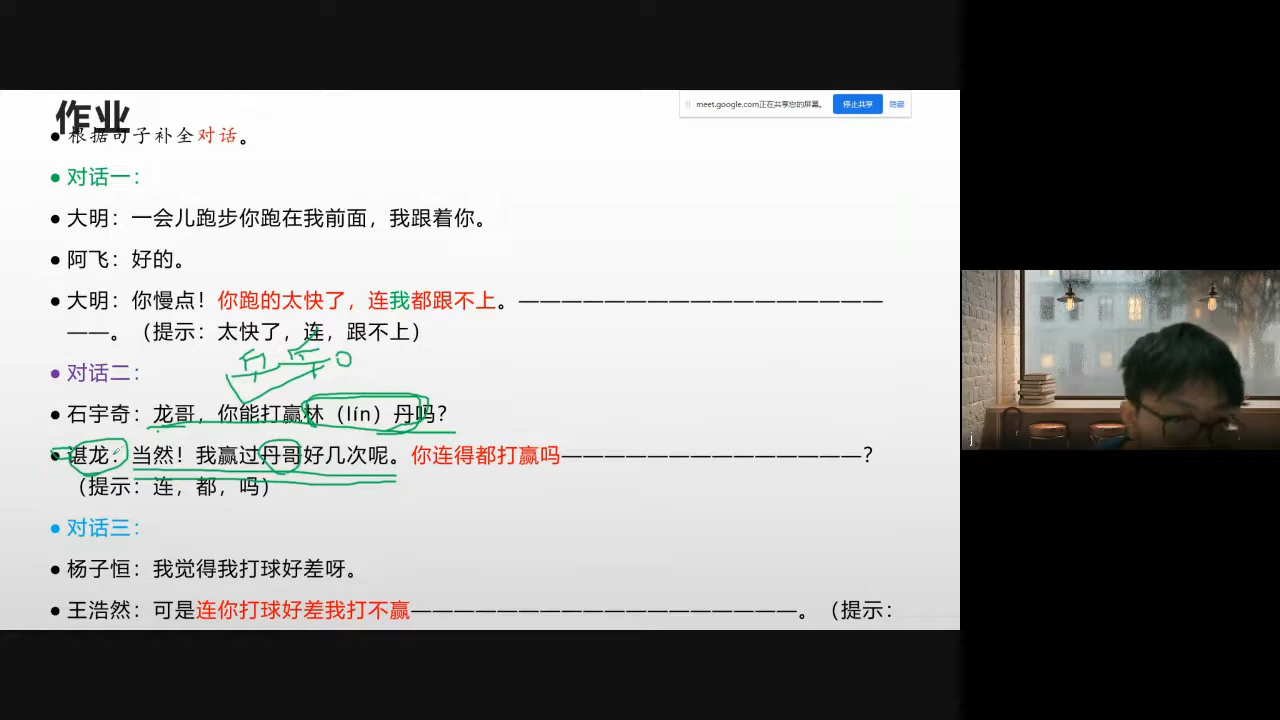 作业
meet.google.com正在共享您的屏幕。 停止共享 隐藏
● 根据句子补全对话。
● 对话一：
● 大明：一会儿跑步你跑在我前面，我跟着你。
● 阿飞：好的。
● 大明：你慢点！你跑的太快了，连我都跟不上。—————————————————
——。（提示：太快了，连，跟不上）
● 对话二：
● 石宇奇：龙哥，你能打赢林（lín）丹吗？
● 谌龙：当然！我赢过丹哥好几次呢。你连得都打赢吗——————————————？
（提示：连，都，吗）
● 对话三：
● 杨子恒：我觉得我打球好差呀。
● 王浩然：可是连你打球好差我打不赢——————————————————。（提示：
j